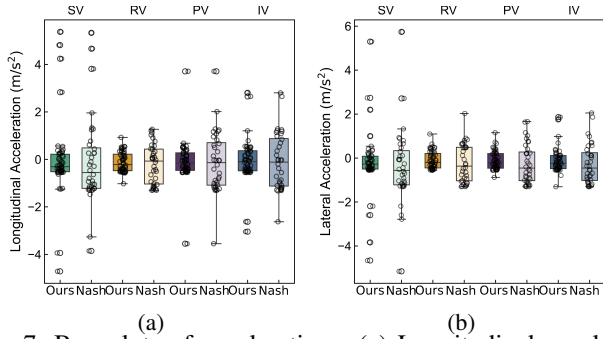 SV RV PV IV
SV RV PV IV
Longitudinal Acceleration (m/s²)
4
2
0
−2
−4
Lateral Acceleration (m/s²)
6
4
2
0
−2
−4
Ours Nash Ours Nash Ours Nash Ours Nash
Ours Nash Ours Nash Ours Nash Ours Nash
(a)
(b)